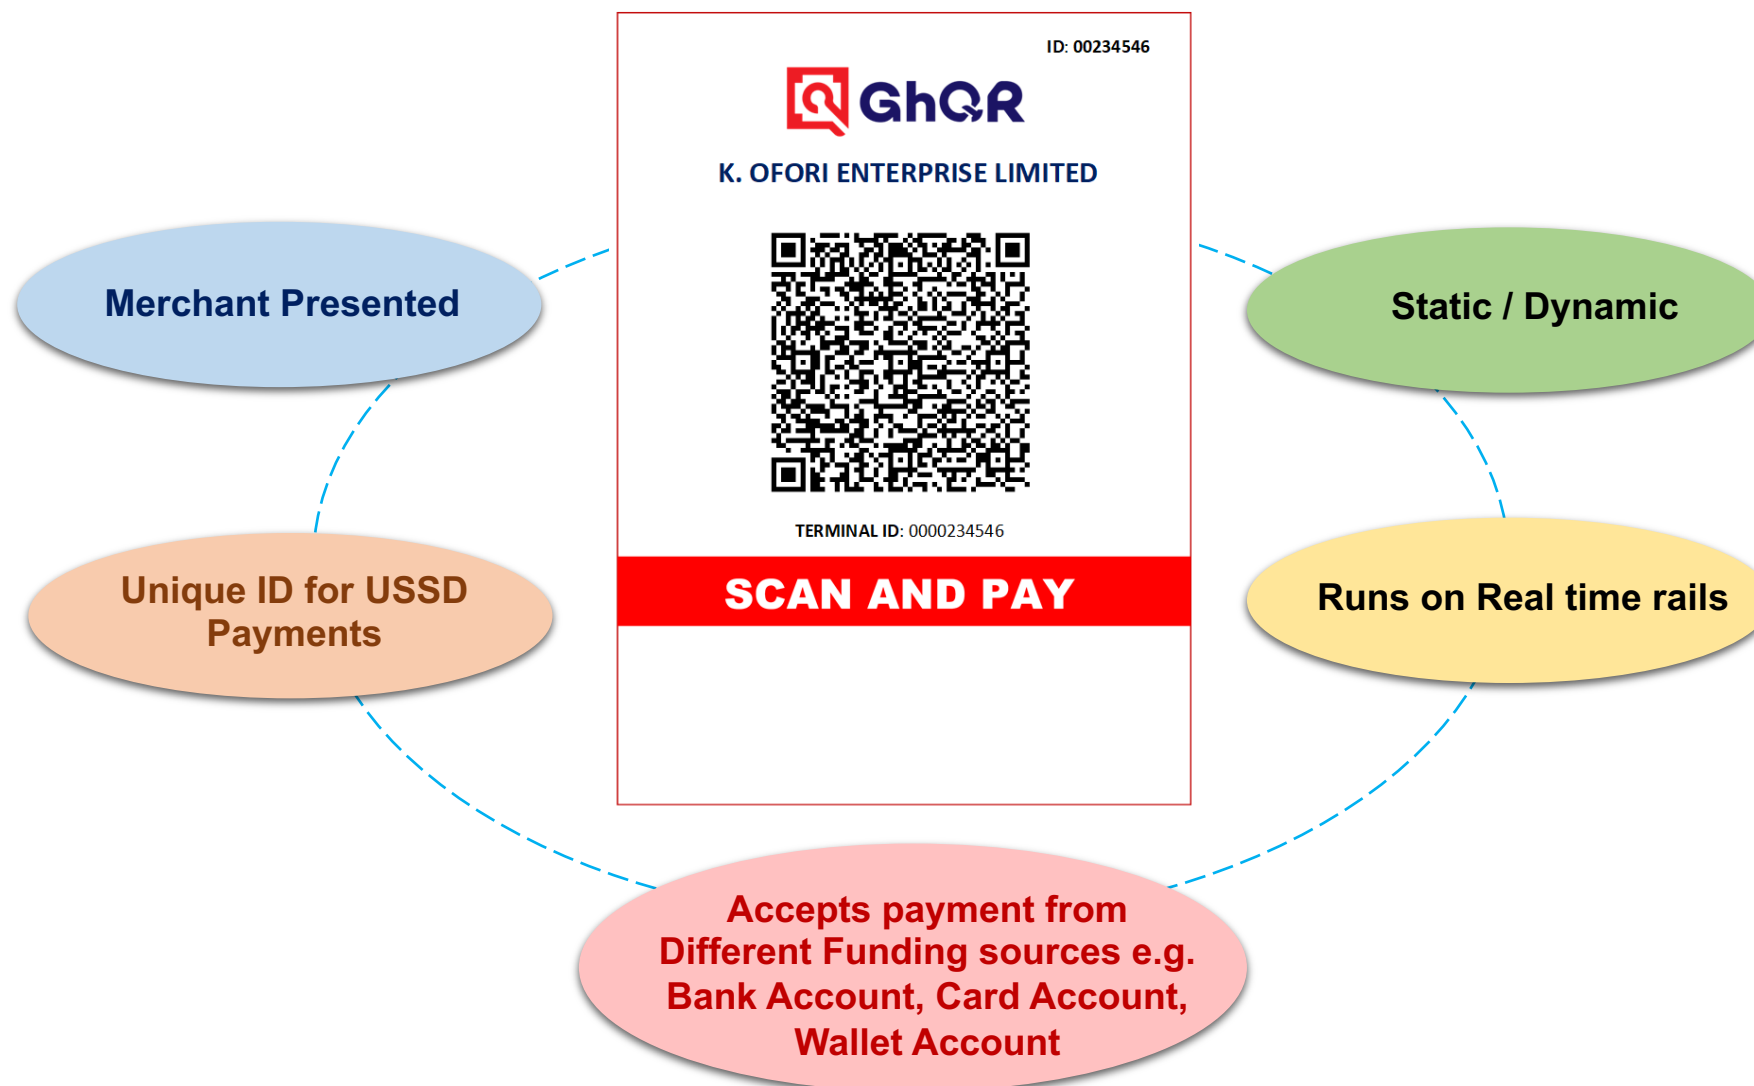 ID: 00234546
GhQR
K. OFORI ENTERPRISE LIMITED
Merchant Presented
Static / Dynamic
TERMINAL ID: 0000234546
SCAN AND PAY
Unique ID for USSD
Payments
Runs on Real time rails
Accepts payment from
Different Funding sources e.g.
Bank Account, Card Account,
Wallet Account